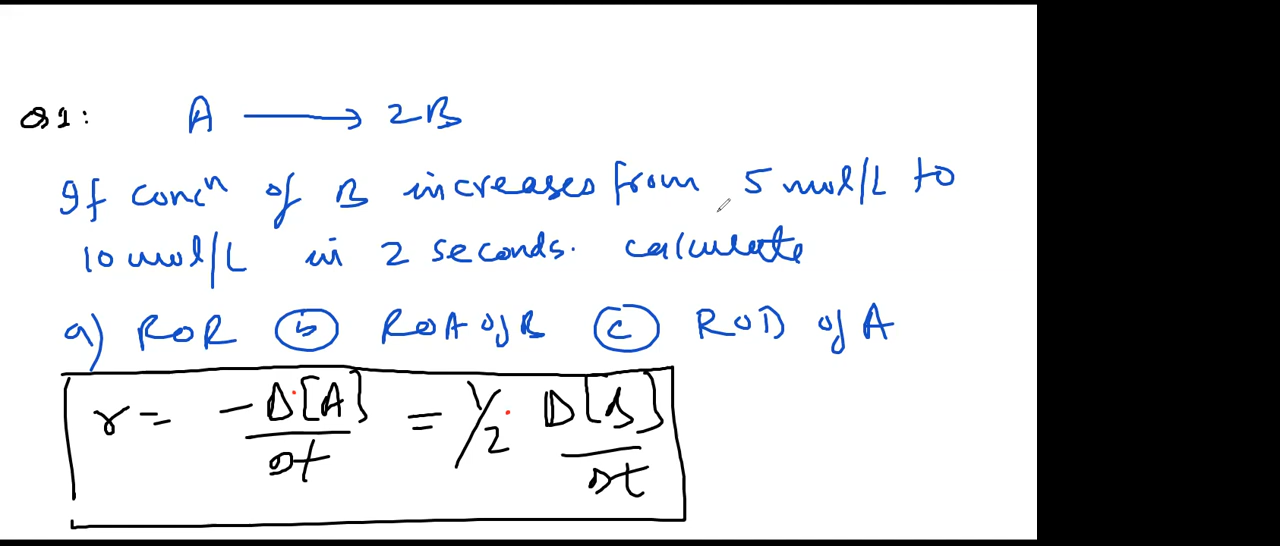 Q1: A → 2B
If concⁿ of B increases from 5 mol/L to
10 mol/L in 2 seconds. calculate
a) ROR (b) ROA of B (c) ROD of A
r = -Δ[A]/Δt = 1/2 Δ[B]/Δt